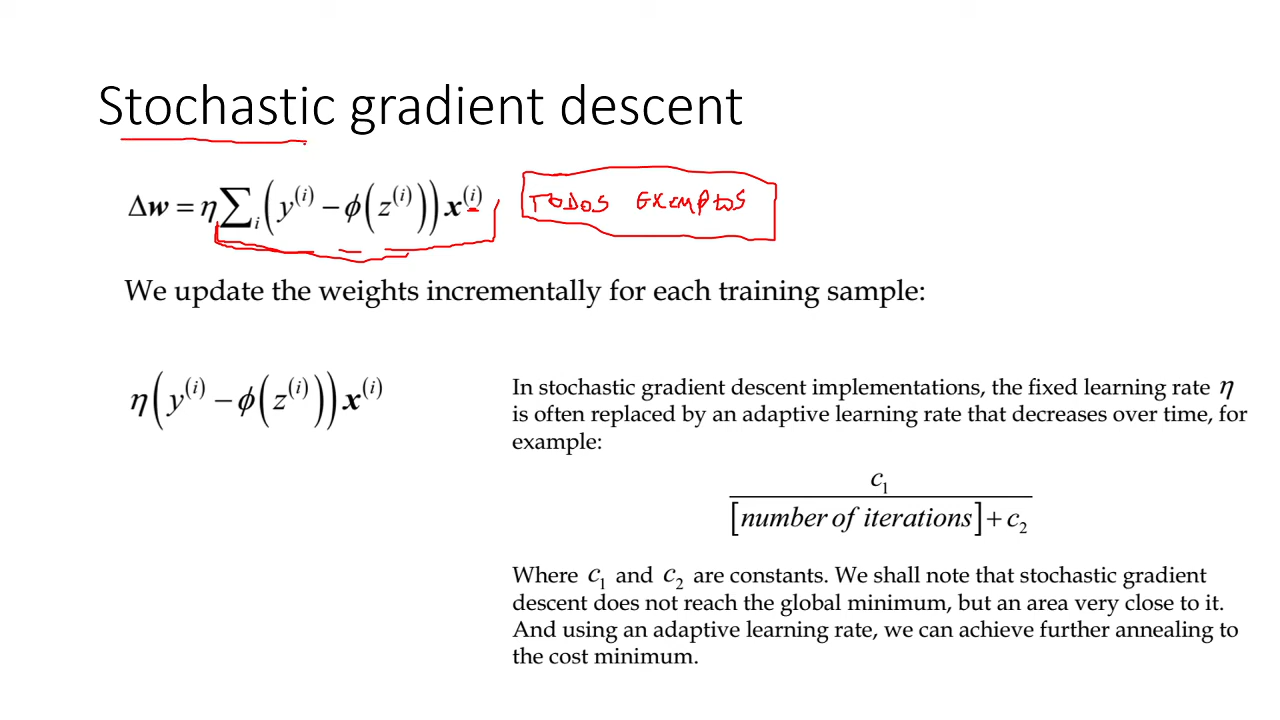 Stochastic gradient descent
Δw = η∑ᵢ(y⁽ⁱ⁾ − ϕ(z⁽ⁱ⁾))x⁽ⁱ⁾
TODOS EXEMPLOS
We update the weights incrementally for each training sample:
η(y⁽ⁱ⁾ − ϕ(z⁽ⁱ⁾))x⁽ⁱ⁾
In stochastic gradient descent implementations, the fixed learning rate η
is often replaced by an adaptive learning rate that decreases over time, for
example:
c₁
[number of iterations] + c₂
Where c₁ and c₂ are constants. We shall note that stochastic gradient
descent does not reach the global minimum, but an area very close to it.
And using an adaptive learning rate, we can achieve further annealing to
the cost minimum.